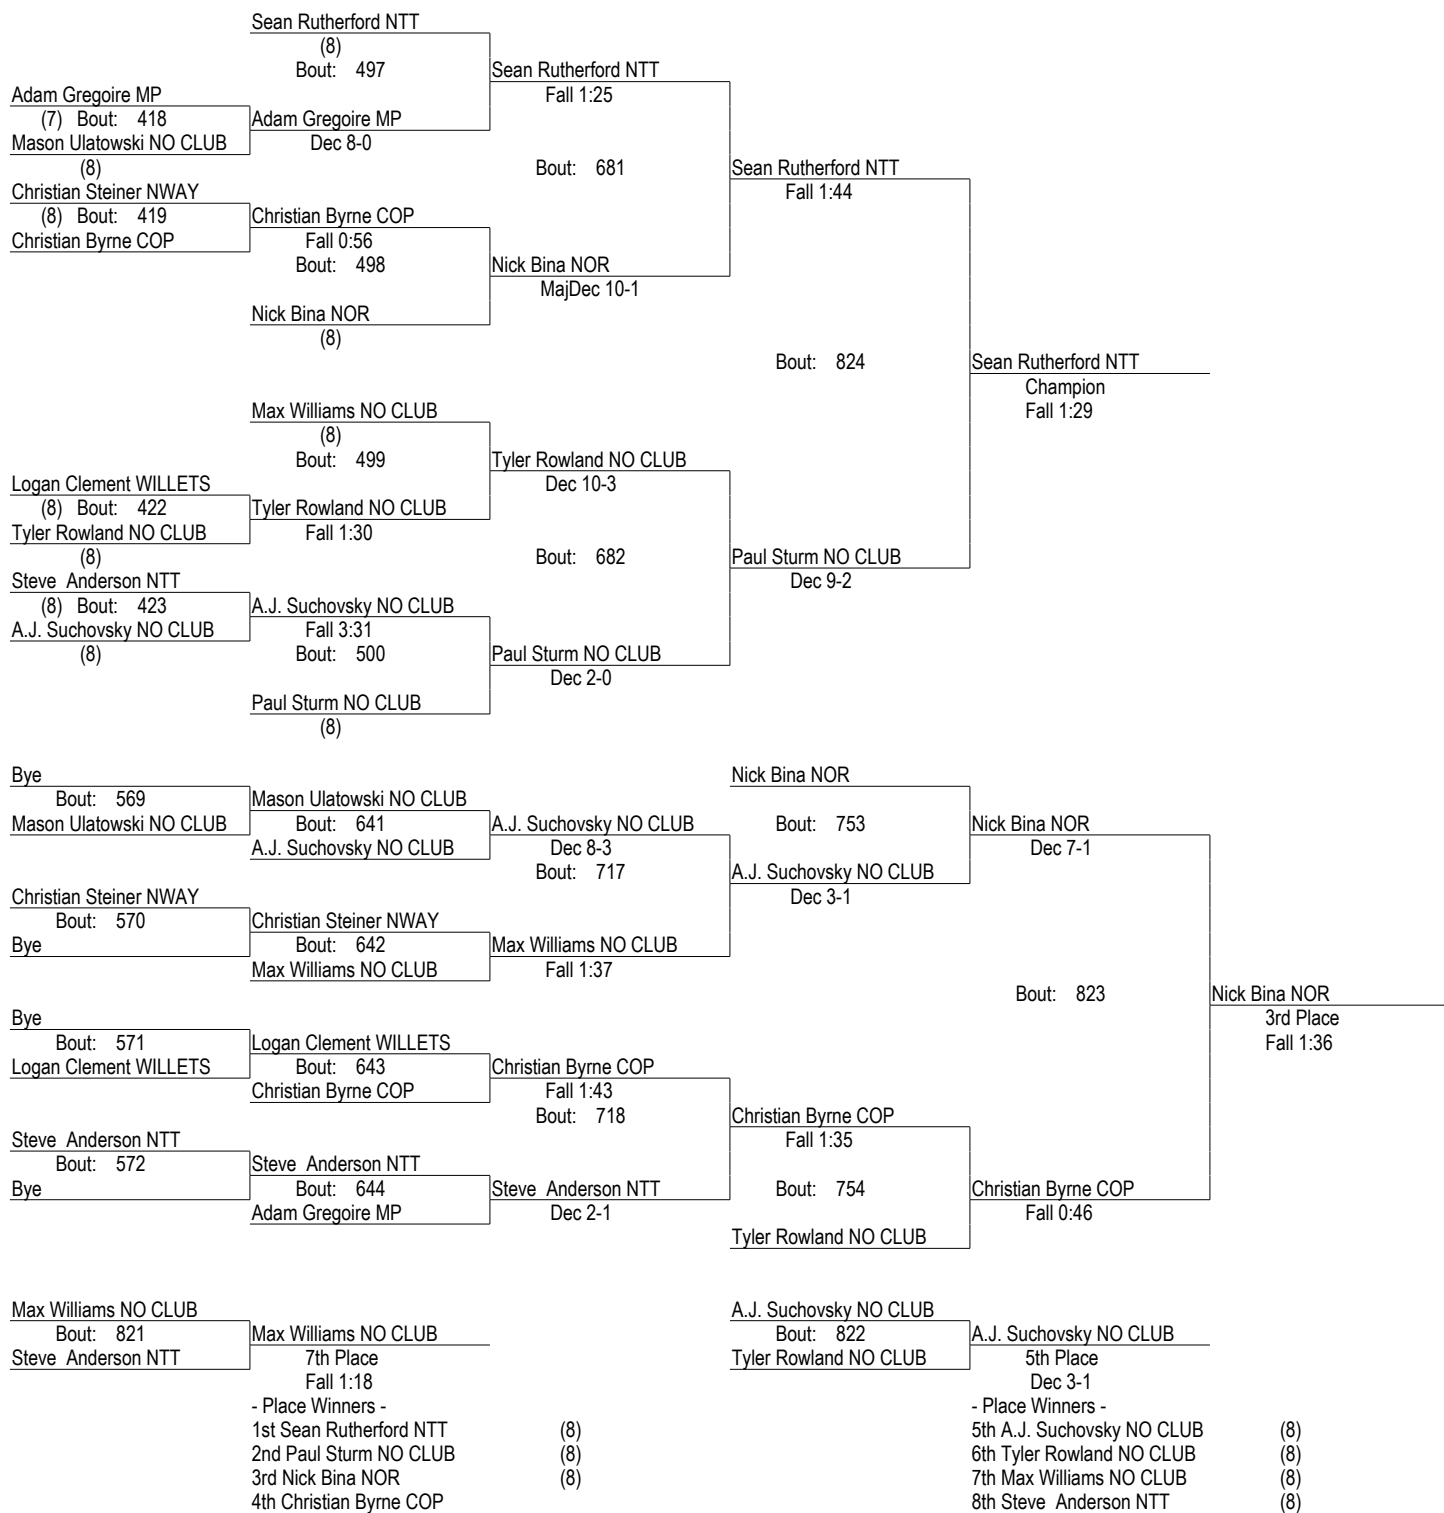 Sean Rutherford NTT
(8)
Bout: 497
Sean Rutherford NTT
Fall 1:25
Adam Gregoire MP
(7) Bout: 418
Adam Gregoire MP
Mason Ulatowski NO CLUB
Dec 8-0
(8)
Bout: 681
Sean Rutherford NTT
Fall 1:44
Christian Steiner NWAY
(8) Bout: 419
Christian Byrne COP
Christian Byrne COP
Fall 0:56
Bout: 498
Nick Bina NOR
MajDec 10-1
Nick Bina NOR
(8)
Bout: 824
Sean Rutherford NTT
Champion
Fall 1:29
Max Williams NO CLUB
(8)
Bout: 499
Tyler Rowland NO CLUB
Dec 10-3
Logan Clement WILLETS
(8) Bout: 422
Tyler Rowland NO CLUB
Tyler Rowland NO CLUB
Fall 1:30
(8)
Bout: 682
Paul Sturm NO CLUB
Dec 9-2
Steve Anderson NTT
(8) Bout: 423
A.J. Suchovsky NO CLUB
A.J. Suchovsky NO CLUB
Fall 3:31
(8)
Bout: 500
Paul Sturm NO CLUB
Dec 2-0
Paul Sturm NO CLUB
(8)
Bye
Bout: 569
Mason Ulatowski NO CLUB
Mason Ulatowski NO CLUB
Bout: 641
A.J. Suchovsky NO CLUB
A.J. Suchovsky NO CLUB
Dec 8-3
Bout: 717
Nick Bina NOR
Bout: 753
Nick Bina NOR
Dec 7-1
A.J. Suchovsky NO CLUB
Dec 3-1
Christian Steiner NWAY
Bout: 570
Bye
Christian Steiner NWAY
Bout: 642
Max Williams NO CLUB
Max Williams NO CLUB
Fall 1:37
Bout: 823
Nick Bina NOR
3rd Place
Fall 1:36
Bye
Bout: 571
Logan Clement WILLETS
Logan Clement WILLETS
Bout: 643
Christian Byrne COP
Christian Byrne COP
Fall 1:43
Bout: 718
Christian Byrne COP
Fall 1:35
Steve Anderson NTT
Bout: 572
Bye
Steve Anderson NTT
Bout: 644
Adam Gregoire MP
Steve Anderson NTT
Dec 2-1
Bout: 754
Christian Byrne COP
Fall 0:46
Tyler Rowland NO CLUB
Max Williams NO CLUB
Bout: 821
Steve Anderson NTT
Max Williams NO CLUB
7th Place
Fall 1:18
A.J. Suchovsky NO CLUB
Bout: 822
Tyler Rowland NO CLUB
A.J. Suchovsky NO CLUB
5th Place
Dec 3-1
- Place Winners -
1st Sean Rutherford NTT (8)
2nd Paul Sturm NO CLUB (8)
3rd Nick Bina NOR (8)
4th Christian Byrne COP
- Place Winners -
5th A.J. Suchovsky NO CLUB (8)
6th Tyler Rowland NO CLUB (8)
7th Max Williams NO CLUB (8)
8th Steve Anderson NTT (8)